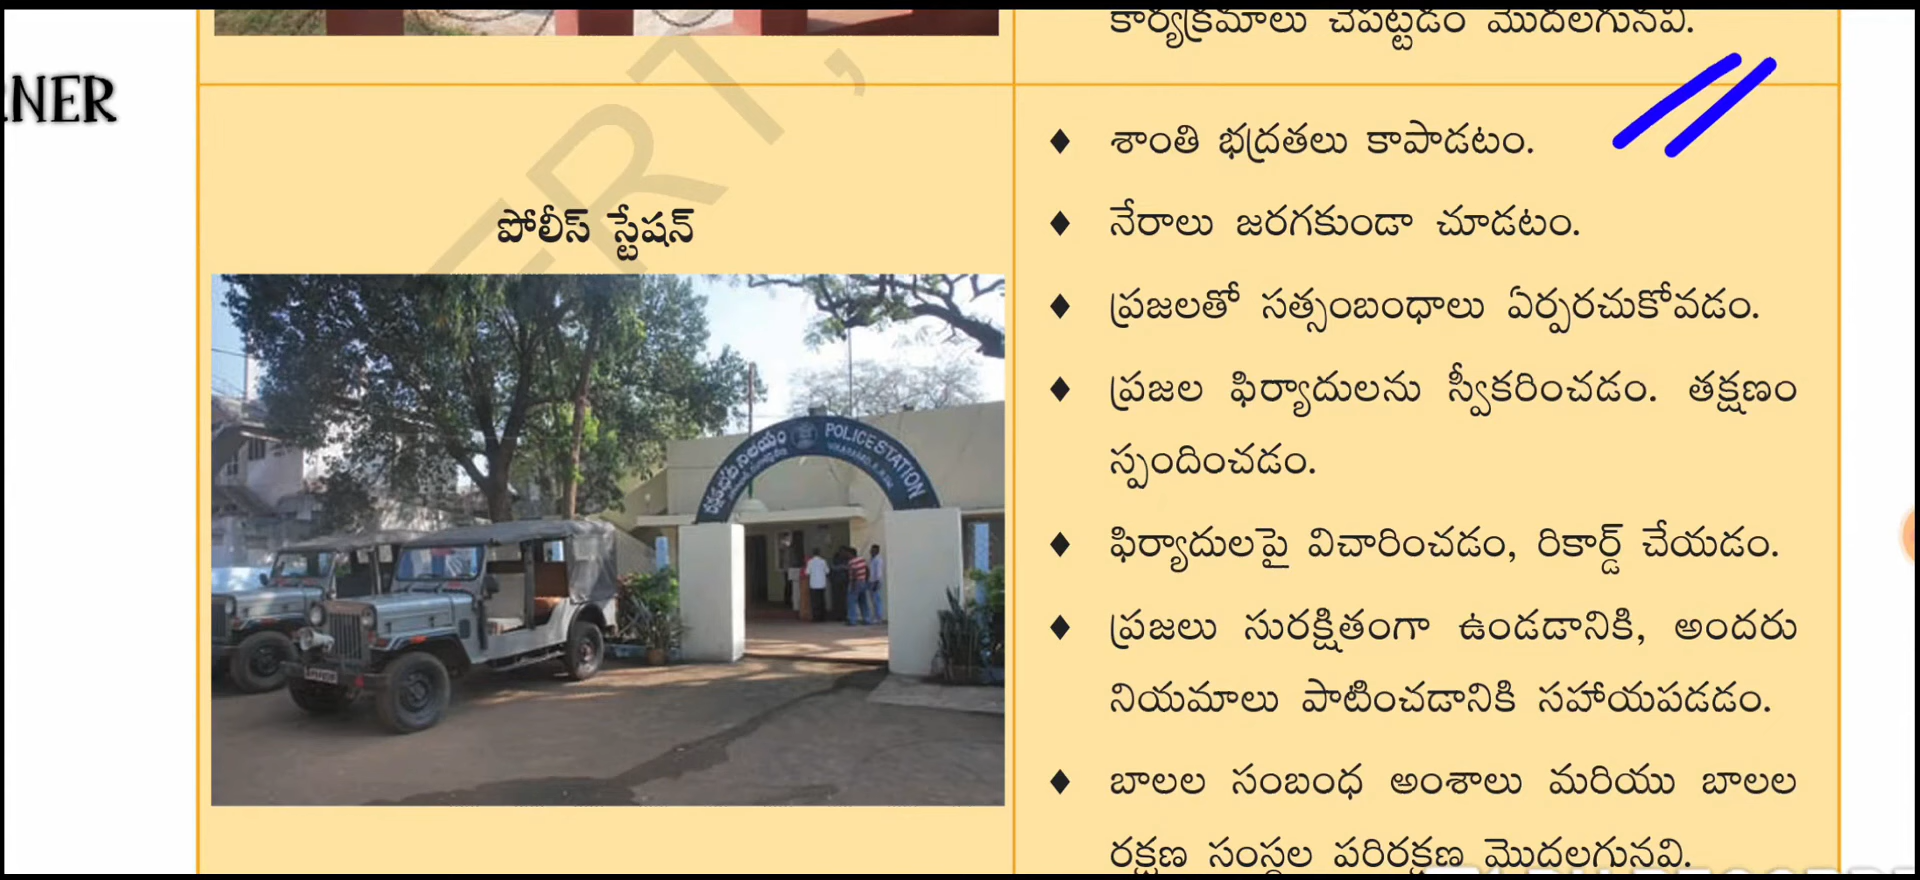 కార్యక్రమాలు చేపట్టడం మొదలగునవి.
RNER
♦ శాంతి భద్రతలు కాపాడటం.
♦ నేరాలు జరగకుండా చూడటం.
పోలీస్ స్టేషన్
♦ ప్రజలతో సత్సంబంధాలు ఏర్పరచుకోవడం.
♦ ప్రజల ఫిర్యాదులను స్వీకరించడం. తక్షణం
స్పందించడం.
♦ ఫిర్యాదులపై విచారించడం, రికార్డ్ చేయడం.
♦ ప్రజలు సురక్షితంగా ఉండడానికి, అందరు
నియమాలు పాటించడానికి సహాయపడడం.
♦ బాలల సంబంధ అంశాలు మరియు బాలల
రక్షణ సంస్థల పరిరక్షణ మొదలగునవి.
POLICE STATION
ERT,